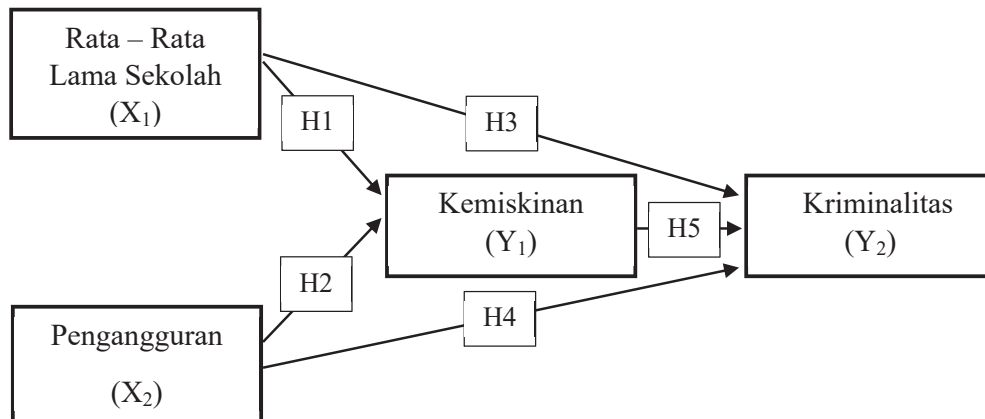 Rata – Rata
Lama Sekolah
(X₁)
H1
H3
Kemiskinan
(Y₁)
H5
Kriminalitas
(Y₂)
H2
H4
Pengangguran
(X₂)